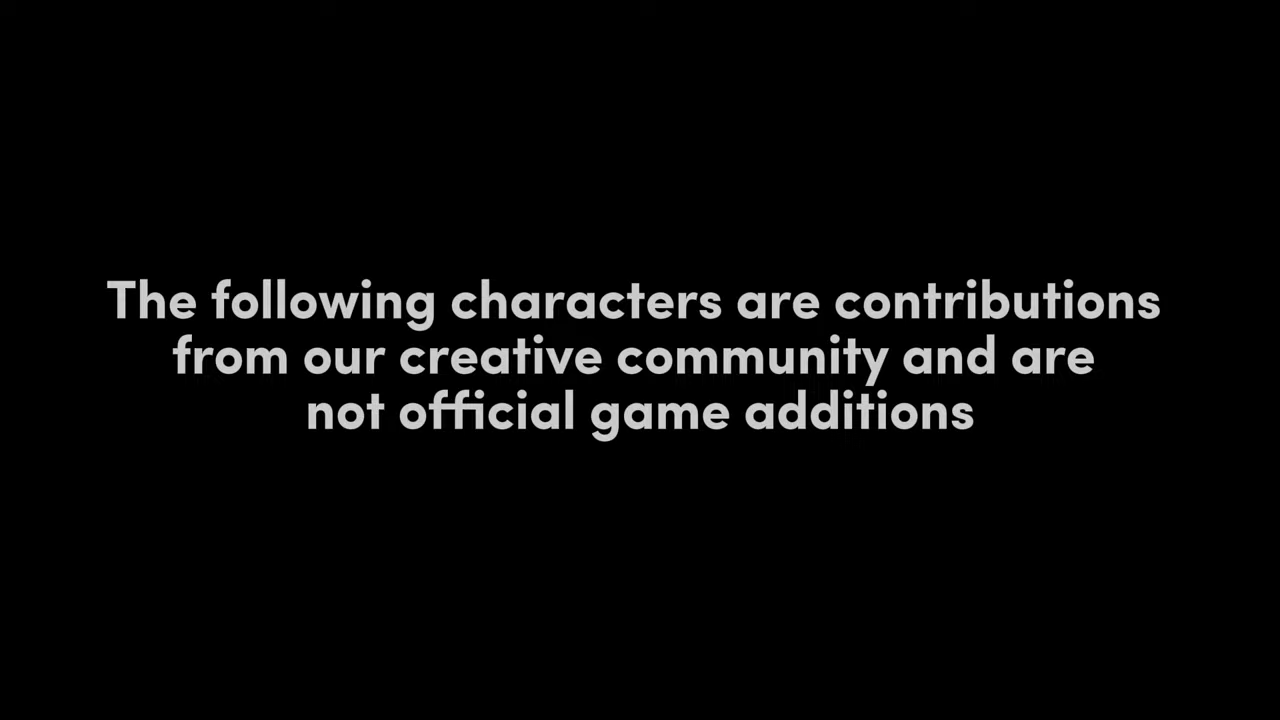 The following characters are contributions
from our creative community and are
not official game additions